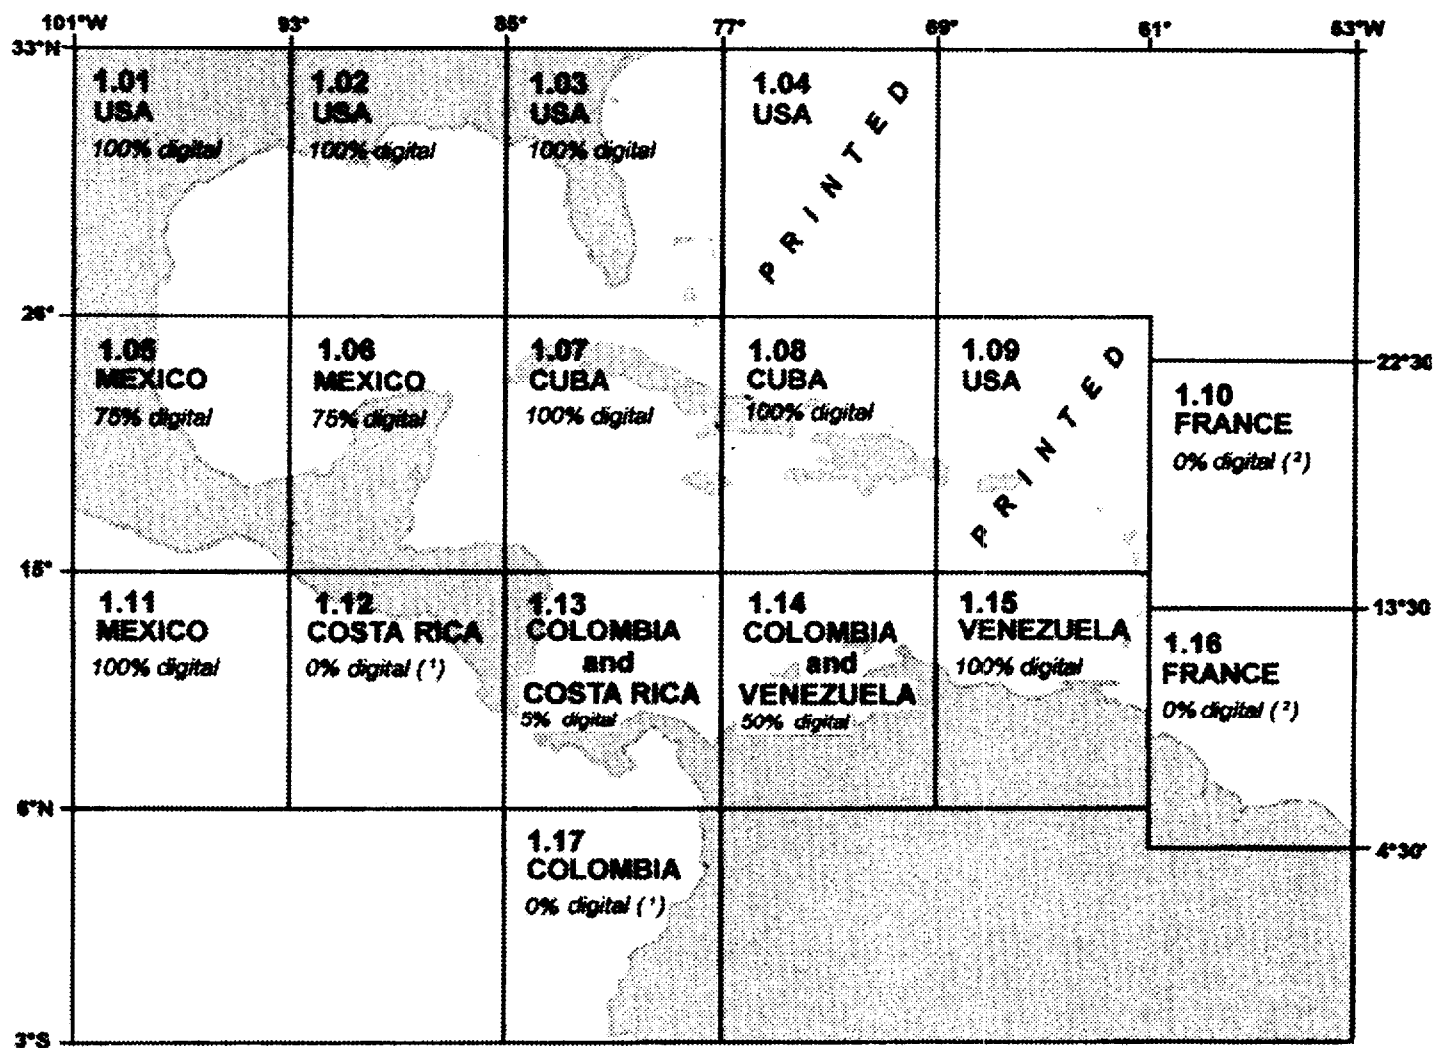 101°W 93° 85° 77° 69° 61° 53°W
33°N
1.01
USA
100% digital
1.02
USA
100% digital
1.03
USA
100% digital
1.04
USA
PRINTED
26°
1.05
MEXICO
75% digital
1.06
MEXICO
75% digital
1.07
CUBA
100% digital
1.08
CUBA
100% digital
1.09
USA
PRINTED
22°30
1.10
FRANCE
0% digital (²)
15°
1.11
MEXICO
100% digital
1.12
COSTA RICA
0% digital (¹)
1.13
COLOMBIA
and
COSTA RICA
5% digital
1.14
COLOMBIA
and
VENEZUELA
50% digital
1.15
VENEZUELA
100% digital
13°30
1.16
FRANCE
0% digital (²)
6°N
1.17
COLOMBIA
0% digital (¹)
4°30'
3°S